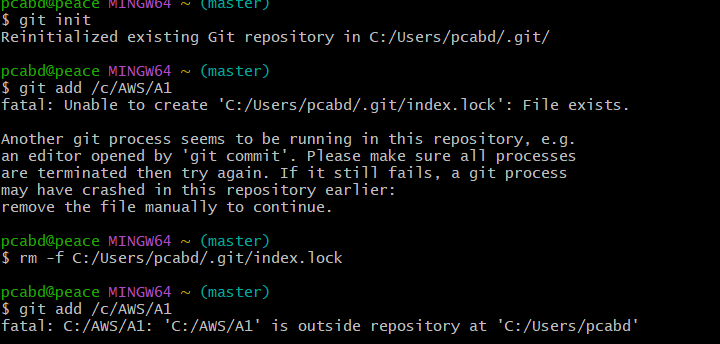 pcabd@peace MINGW64 ~ (master)
$ git init
Reinitialized existing Git repository in C:/Users/pcabd/.git/
pcabd@peace MINGW64 ~ (master)
$ git add /c/AWS/A1
fatal: Unable to create 'C:/Users/pcabd/.git/index.lock': File exists.
Another git process seems to be running in this repository, e.g.
an editor opened by 'git commit'. Please make sure all processes
are terminated then try again. If it still fails, a git process
may have crashed in this repository earlier:
remove the file manually to continue.
pcabd@peace MINGW64 ~ (master)
$ rm -f C:/Users/pcabd/.git/index.lock
pcabd@peace MINGW64 ~ (master)
$ git add /c/AWS/A1
fatal: C:/AWS/A1: 'C:/AWS/A1' is outside repository at 'C:/Users/pcabd'